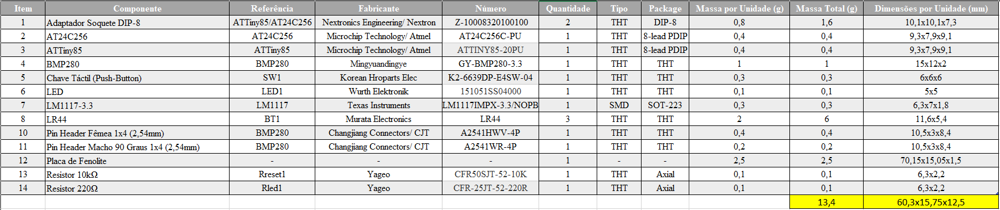 Item Componente Referência Fabricante Número Quantidade Tipo Package Massa por Unidade (g) Massa Total (g) Dimensões por Unidade (mm)
1 Adaptador Soquete DIP-8 ATTiny85/AT24C256 Nextronics Engineering/ Nextron Z-10008320100100 2 THT DIP-8 0,8 1,6 10,1x10,1x7,3
2 AT24C256 AT24C256 Microchip Technology/ Atmel AT24C256C-PU 1 THT 8-lead PDIP 0,4 0,4 9,3x7,9x9,1
3 ATTiny85 ATTiny85 Microchip Technology/ Atmel ATTINY85-20PU 1 THT 8-lead PDIP 0,4 0,4 9,3x7,9x9,1
4 BMP280 BMP280 Mingyuandingye GY-BMP280-3.3 1 THT THT 1 1 15x12x2
5 Chave Táctil (Push-Button) SW1 Korean Hroparts Elec K2-6639DP-E4SW-04 1 THT THT 0,3 0,3 6x6x6
6 LED LED1 Wurth Elektronik 151051SS04000 1 THT THT 0,1 0,1 5x5
7 LM1117-3.3 LM1117 Texas Instruments LM1117IMPX-3.3/NOPB 1 SMD SOT-223 0,3 0,3 6,3x7x1,8
8 LR44 BT1 Murata Electronics LR44 3 THT THT 2 6 11,6x5,4
10 Pin Header Fêmea 1x4 (2,54mm) BMP280 Changjiang Connectors/ CJT A2541HWV-4P 1 THT THT 0,4 0,4 10,5x3x8,4
11 Pin Header Macho 90 Graus 1x4 (2,54mm) BMP280 Changjiang Connectors/ CJT A2541WR-4P 1 THT THT 0,2 0,2 10,5x3x8,4
12 Placa de Fenolite - - - 1 - - 2,5 2,5 70,15x15,05x1,5
13 Resistor 10kΩ Rreset1 Yageo CFR50SJT-52-10K 1 THT Axial 0,1 0,1 6,3x2,2
14 Resistor 220Ω Rled1 Yageo CFR-25JT-52-220R 1 THT Axial 0,1 0,1 6,3x2,2
13,4 60,3x15,75x12,5